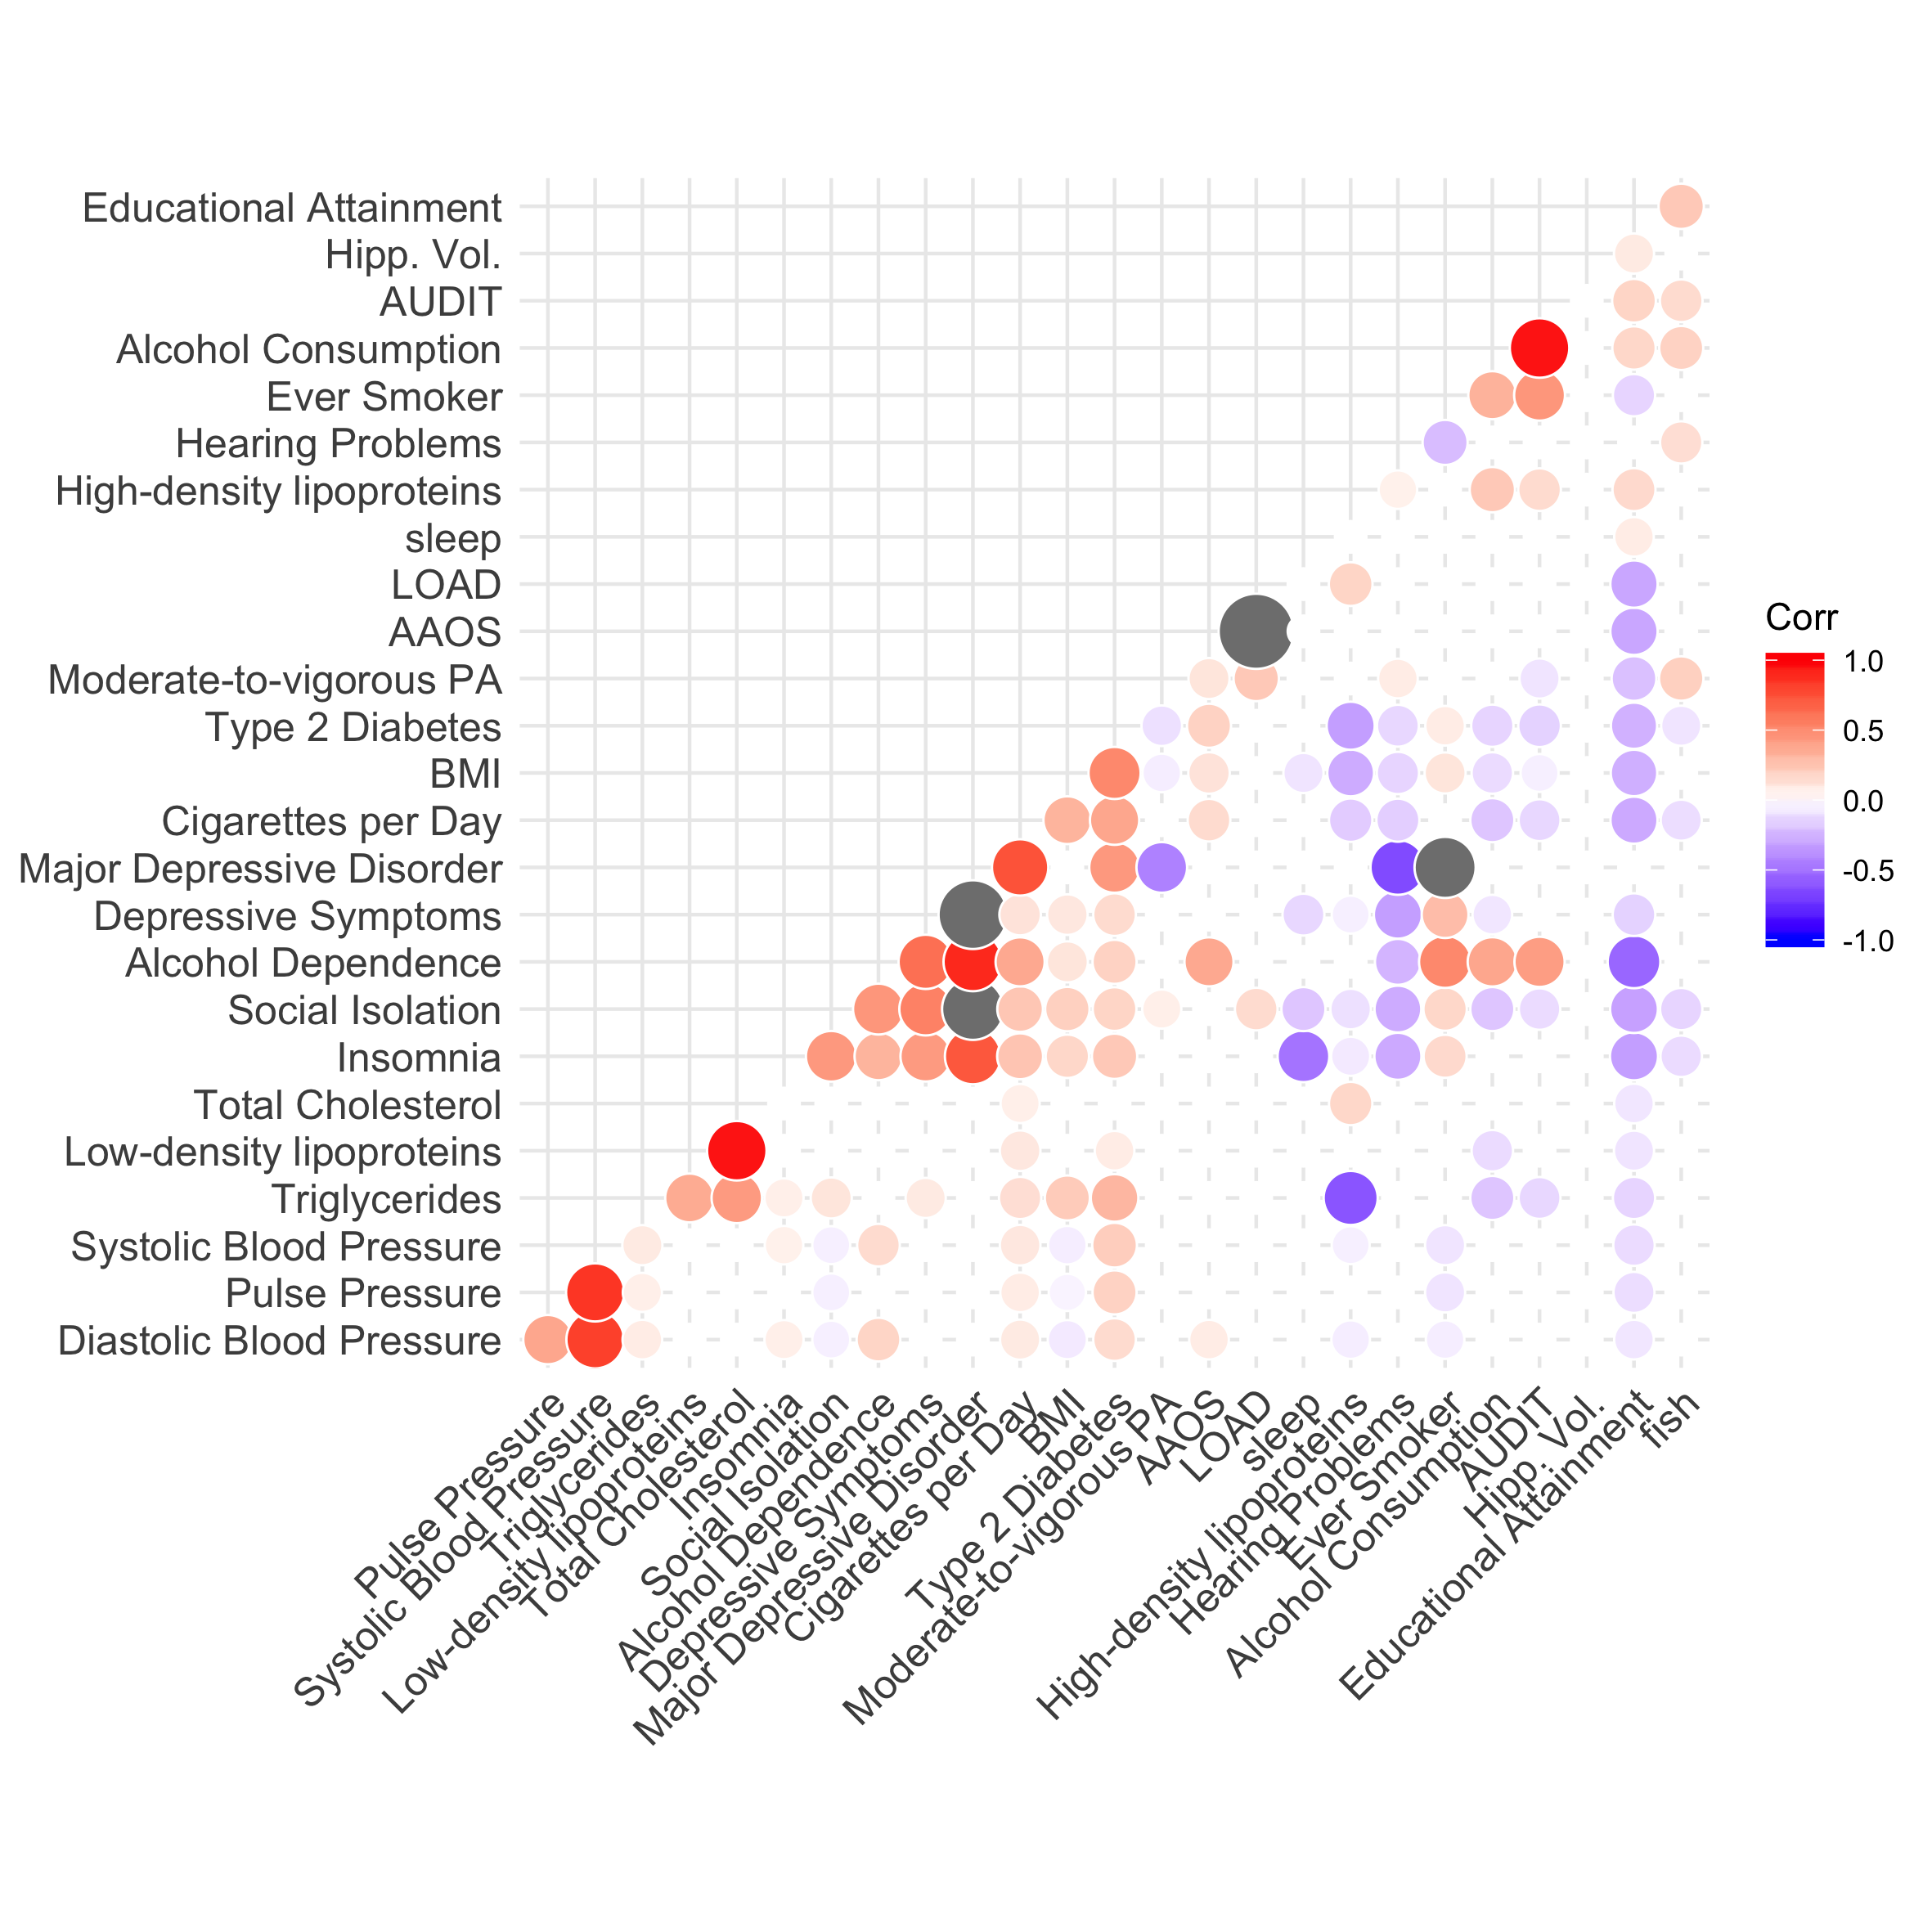 Educational Attainment
Hipp. Vol.
AUDIT
Alcohol Consumption
Ever Smoker
Hearing Problems
High-density lipoproteins
sleep
LOAD
AAOS
Moderate-to-vigorous PA
Type 2 Diabetes
BMI
Cigarettes per Day
Major Depressive Disorder
Depressive Symptoms
Alcohol Dependence
Social Isolation
Insomnia
Total Cholesterol
Low-density lipoproteins
Triglycerides
Systolic Blood Pressure
Pulse Pressure
Diastolic Blood Pressure
Pulse Pressure
Systolic Blood Pressure
Triglycerides
Low-density lipoproteins
Total Cholesterol
Insomnia
Social Isolation
Alcohol Dependence
Depressive Symptoms
Major Depressive Disorder
Cigarettes per Day
BMI
Type 2 Diabetes
Moderate-to-vigorous PA
AAOS
LOAD
sleep
High-density lipoproteins
Hearing Problems
Ever Smoker
Alcohol Consumption
AUDIT
Hipp. Vol.
Educational Attainment
fish
Corr
1.0
0.5
0.0
-0.5
-1.0